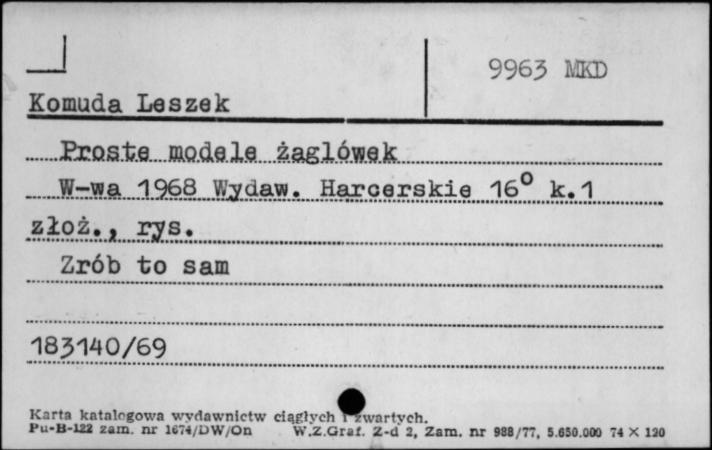 9963 MKD
Komuda Leszek
Proste modele żaglówek
W-wa 1968 Wydaw. Harcerskie 16° k.1
złoż., rys.
Zrób to sam
183140/69
Karta katalogowa wydawnictw ciągłych i zwartych.
Pu-B-122 zam. nr 1674/DW/On W.Z.Graf. Z-d 2, Zam. nr 988/77, 5.650.000 74 X 120